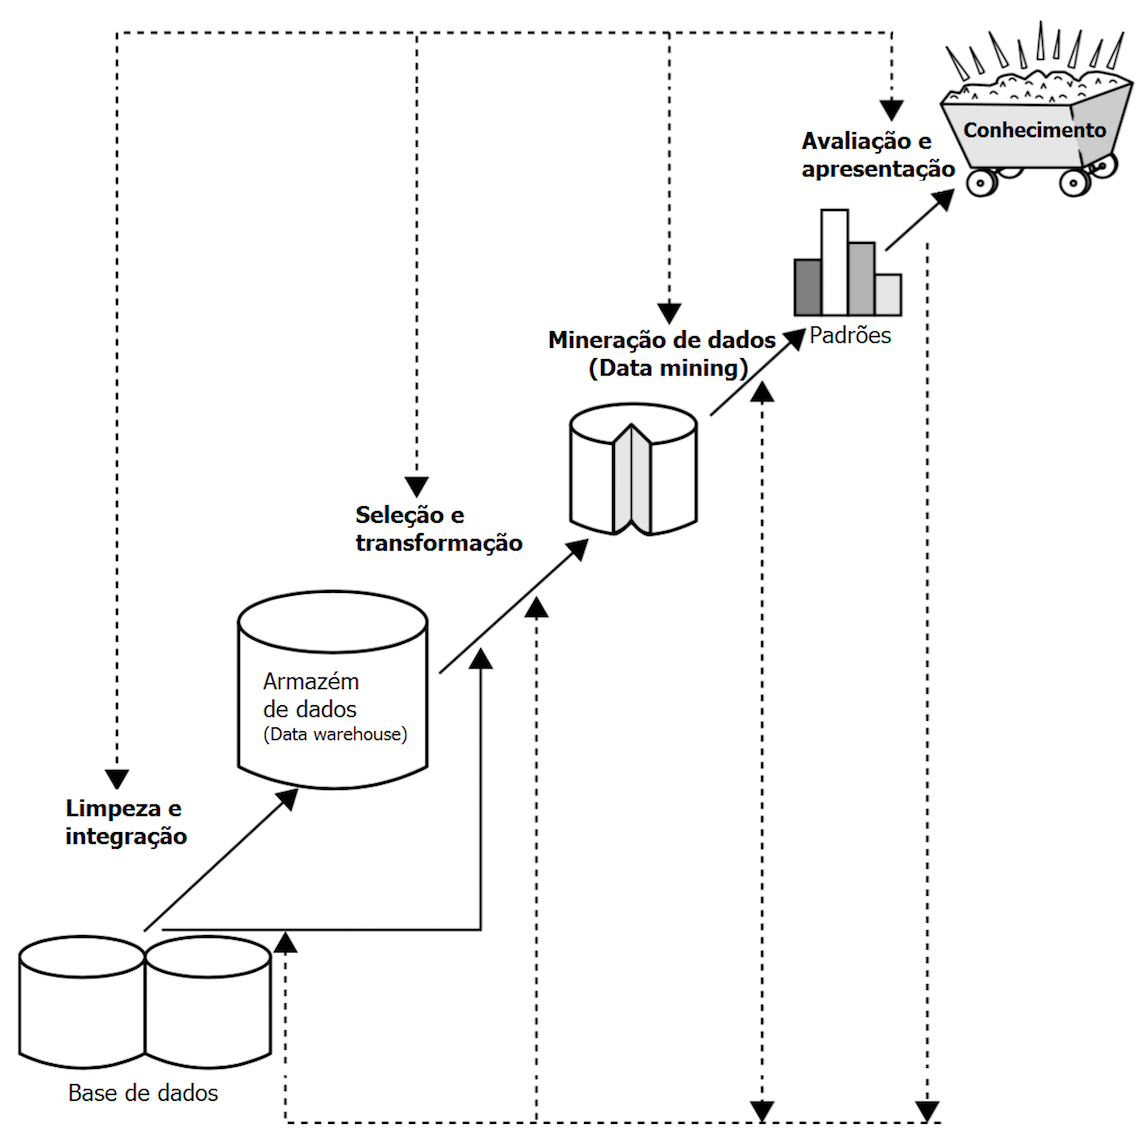 Conhecimento
Avaliação e
apresentação
Padrões
Mineração de dados
(Data mining)
Seleção e
transformação
Armazém
de dados
(Data warehouse)
Limpeza e
integração
Base de dados